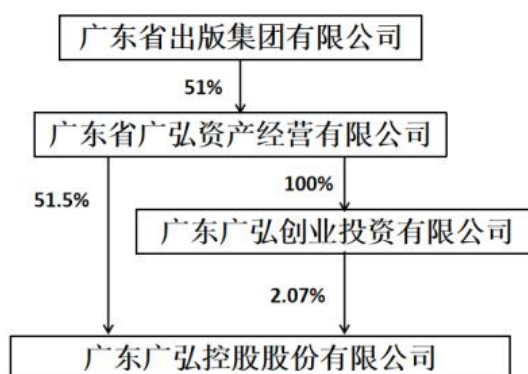 广东省出版集团有限公司
51%
广东省广弘资产经营有限公司
51.5%
100%
广东广弘创业投资有限公司
2.07%
广东广弘控股股份有限公司